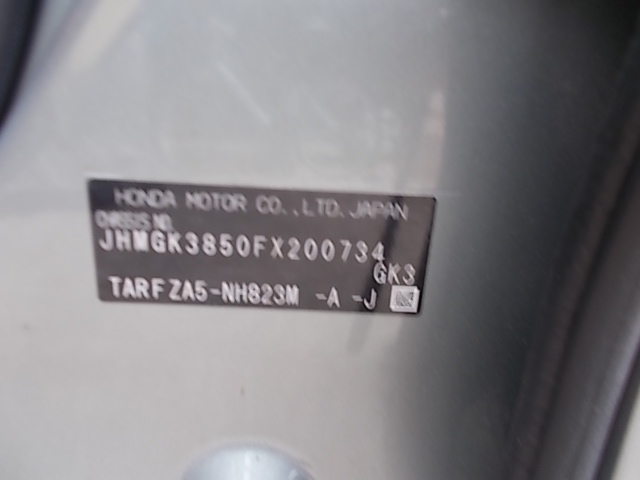 HONDA MOTOR CO.,LTD.JAPAN
CHASSIS NO.
JHMGK3850FX200734
GK3
TARFZA5-NH823M -A -J